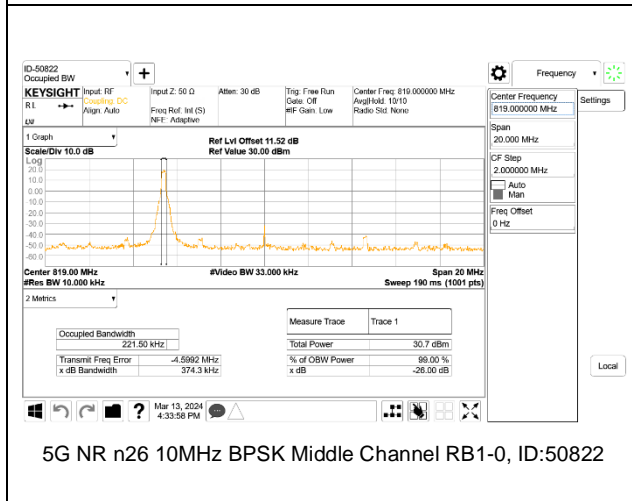 ID-50822
Occupied BW
Frequency
KEYSIGHT
R L
Input: RF
Coupling: DC
Align: Auto
Input Z: 50 Ω
Freq Ref: Int (S)
NFE: Adaptive
Atten: 30 dB
Trig: Free Run
Gate: Off
#IF Gain: Low
Center Freq: 819.000000 MHz
Avg|Hold: 10/10
Radio Std: None
Center Frequency
819.000000 MHz
Settings
Span
20.000 MHz
CF Step
2.000000 MHz
Auto
Man
Freq Offset
0 Hz
Local
1 Graph
Scale/Div 10.0 dB
Ref Lvl Offset 11.52 dB
Ref Value 30.00 dBm
Log
20.0
10.0
0.00
-10.0
-20.0
-30.0
-40.0
-50.0
-60.0
Center 819.00 MHz
#Video BW 33.000 kHz
Span 20 MHz
#Res BW 10.000 kHz
Sweep 190 ms (1001 pts)
2 Metrics
Occupied Bandwidth
221.50 kHz
Transmit Freq Error
-4.5992 MHz
x dB Bandwidth
374.3 kHz
Measure Trace
Trace 1
Total Power
30.7 dBm
% of OBW Power
99.00 %
x dB
-26.00 dB
?
Mar 13, 2024
4:33:58 PM
5G NR n26 10MHz BPSK Middle Channel RB1-0, ID:50822